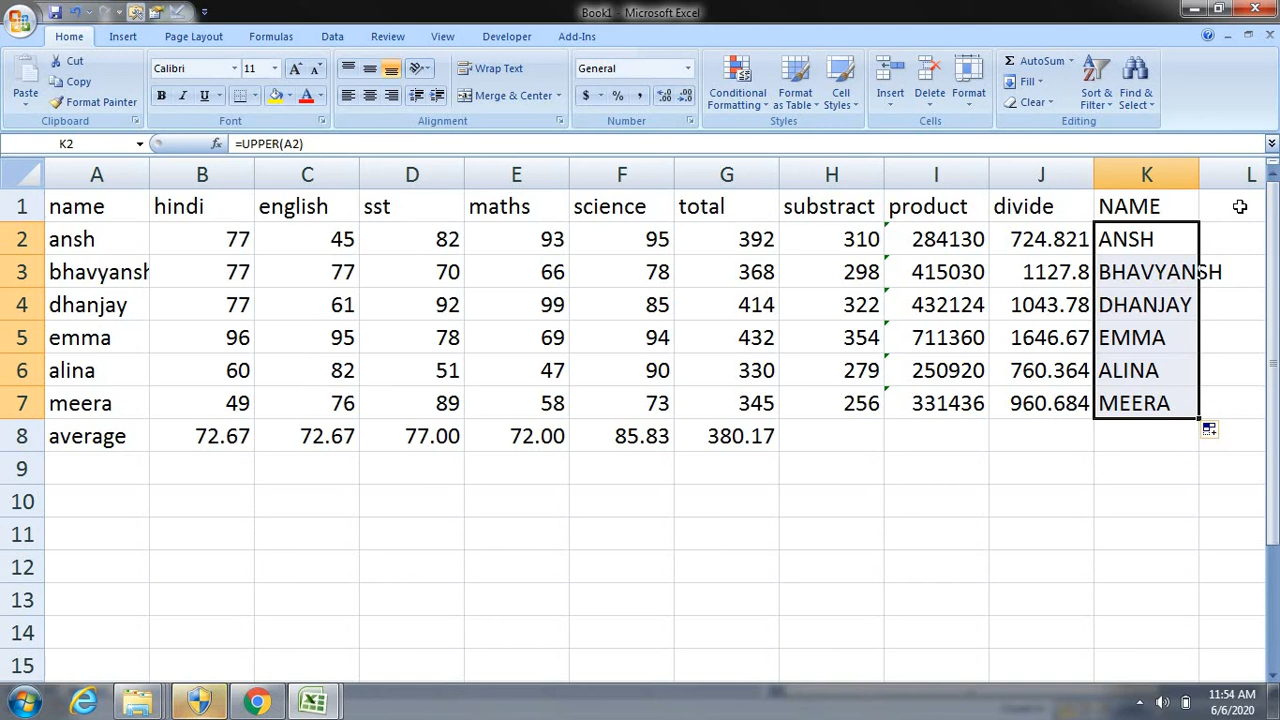 Book1 - Microsoft Excel
Home Insert Page Layout Formulas Data Review View Developer Add-Ins
Paste
Cut
Copy
Format Painter
Clipboard
Calibri 11
B I U A
Font
Wrap Text
Merge & Center
Alignment
General
$ % ,
Number
Conditional Formatting
Format as Table
Cell Styles
Styles
Insert Delete Format
Cells
Σ AutoSum
Fill
Clear
Sort & Filter
Find & Select
Editing
K2 fx =UPPER(A2)
A B C D E F G H I J K L
1 name hindi english sst maths science total substract product divide NAME
2 ansh 77 45 82 93 95 392 310 284130 724.821 ANSH
3 bhavyansh 77 77 70 66 78 368 298 415030 1127.8 BHAVYANSH
4 dhanjay 77 61 92 99 85 414 322 432124 1043.78 DHANJAY
5 emma 96 95 78 69 94 432 354 711360 1646.67 EMMA
6 alina 60 82 51 47 90 330 279 250920 760.364 ALINA
7 meera 49 76 89 58 73 345 256 331436 960.684 MEERA
8 average 72.67 72.67 77.00 72.00 85.83 380.17
9
10
11
12
13
14
15
11:54 AM
6/6/2020